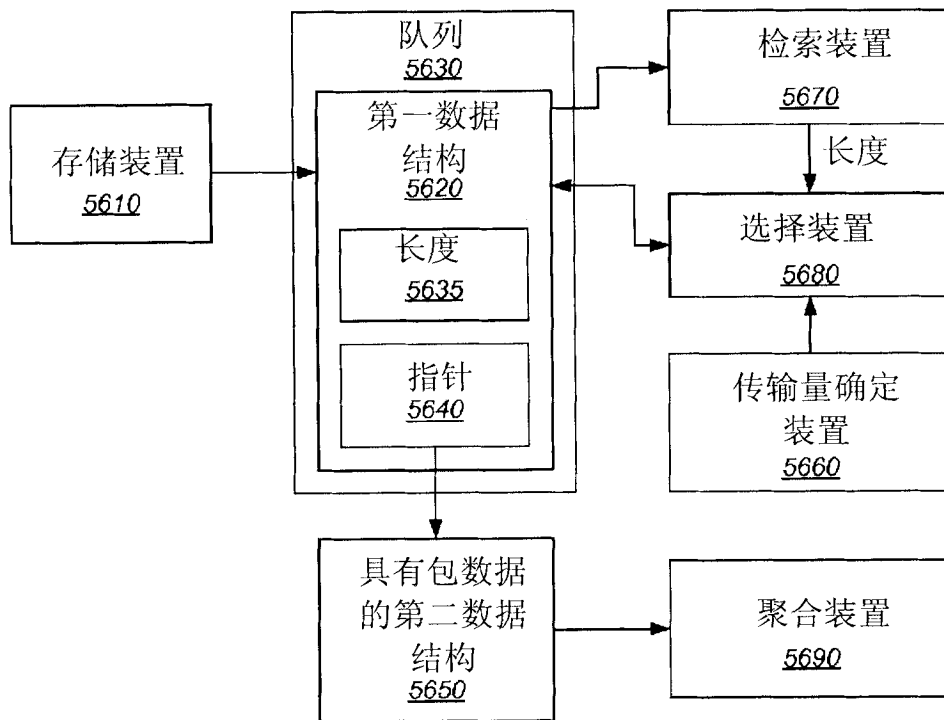 队列
5630
第一数据
结构
5620
长度
5635
指针
5640
存储装置
5610
检索装置
5670
长度
选择装置
5680
传输量确定
装置
5660
具有包数据
的第二数据
结构
5650
聚合装置
5690